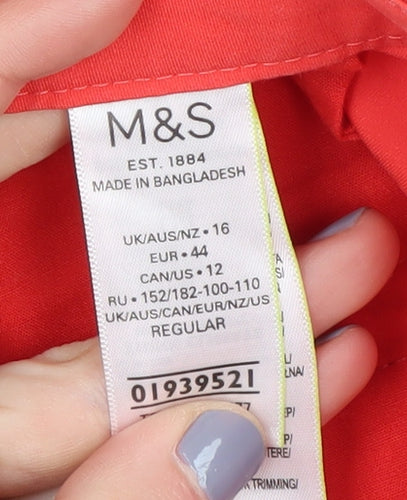 M&S
EST. 1884
MADE IN BANGLADESH
UK/AUS/NZ • 16
EUR • 44
CAN/US • 12
RU • 152/182-100-110
UK/AUS/CAN/EUR/NZ/US
REGULAR
01939521
TRIMMING/